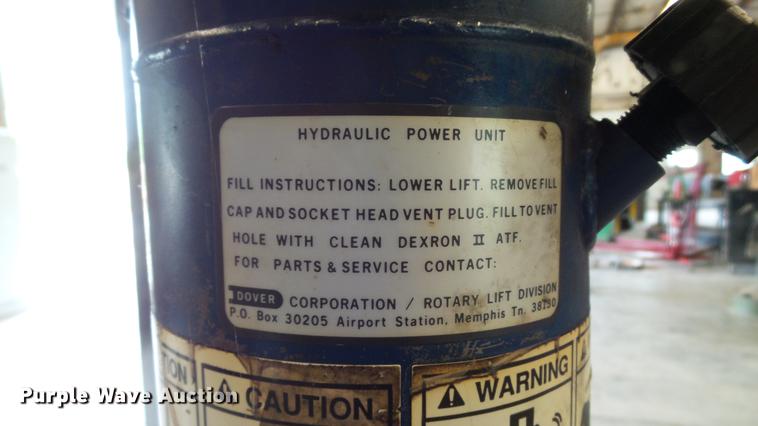 HYDRAULIC POWER UNIT
FILL INSTRUCTIONS: LOWER LIFT. REMOVE FILL
CAP AND SOCKET HEAD VENT PLUG. FILL TO VENT
HOLE WITH CLEAN DEXRON II ATF.
FOR PARTS & SERVICE CONTACT:
DOVER CORPORATION / ROTARY LIFT DIVISION
P.O. Box 30205 Airport Station, Memphis Tn. 38130
TION
CAUTION
WARNING
Purple Wave Auction